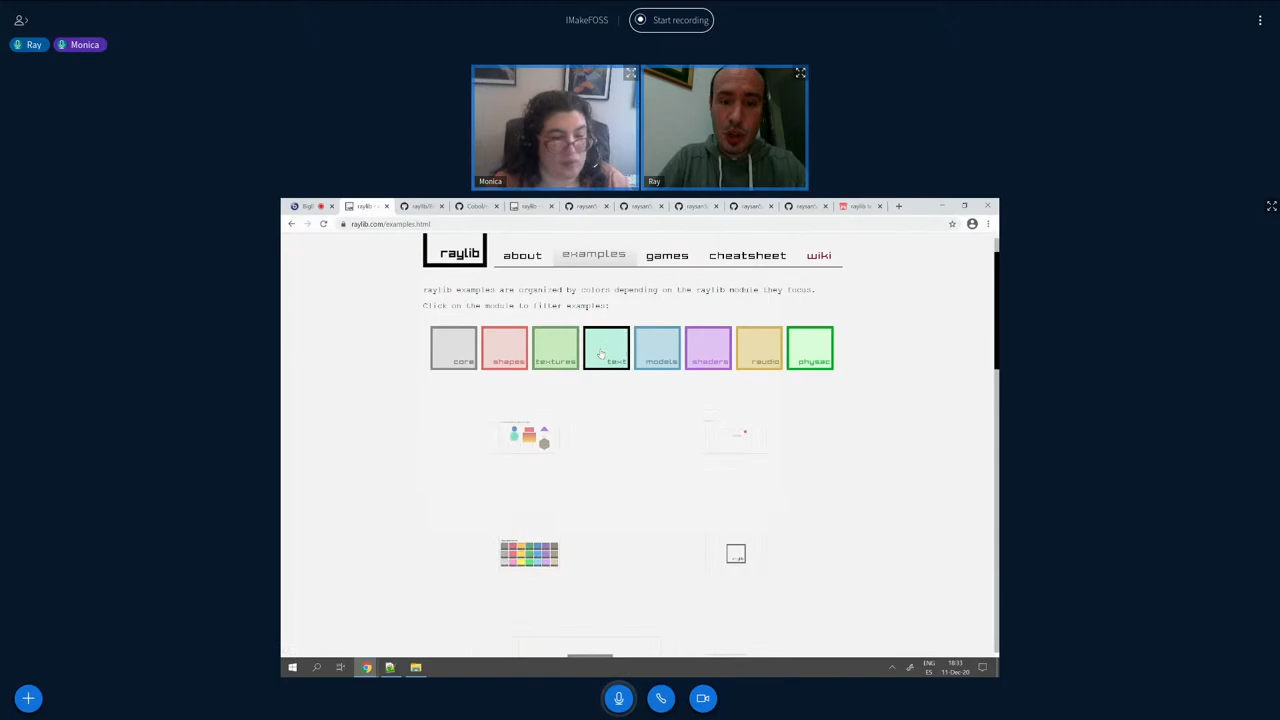 IMakeFOSS
Start recording
Ray
Monica
Monica
Ray
raylib
raylib.com/examples.html
raylib
about
examples
games
cheatsheet
wiki
raylib examples are organized by colors depending on the raylib module they focus.
Click on the module to filter examples:
core
shapes
textures
text
models
shaders
raudio
physac
ENG
ES
18:33
11-Dec-20